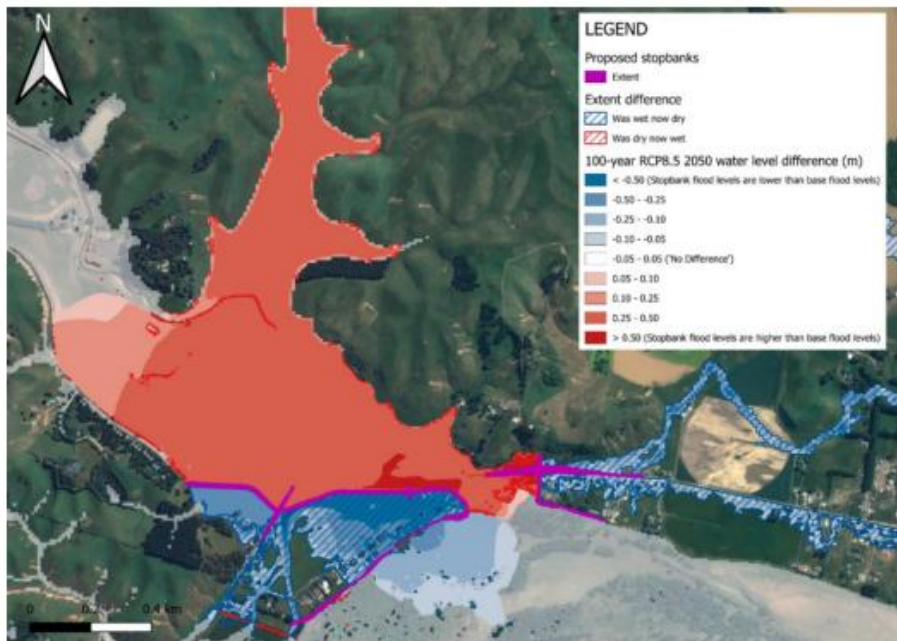 N
LEGEND
Proposed stopbanks
Extent
Extent difference
Was wet now dry
Was dry now wet
100-year RCP8.5 2050 water level difference (m)
< -0.50 (Stopbank flood levels are lower than base flood levels)
-0.50 - -0.25
-0.25 - -0.10
-0.10 - -0.05
-0.05 - 0.05 ('No Difference')
0.05 - 0.10
0.10 - 0.25
0.25 - 0.50
> 0.50 (Stopbank flood levels are higher than base flood levels)
0 0.4 km